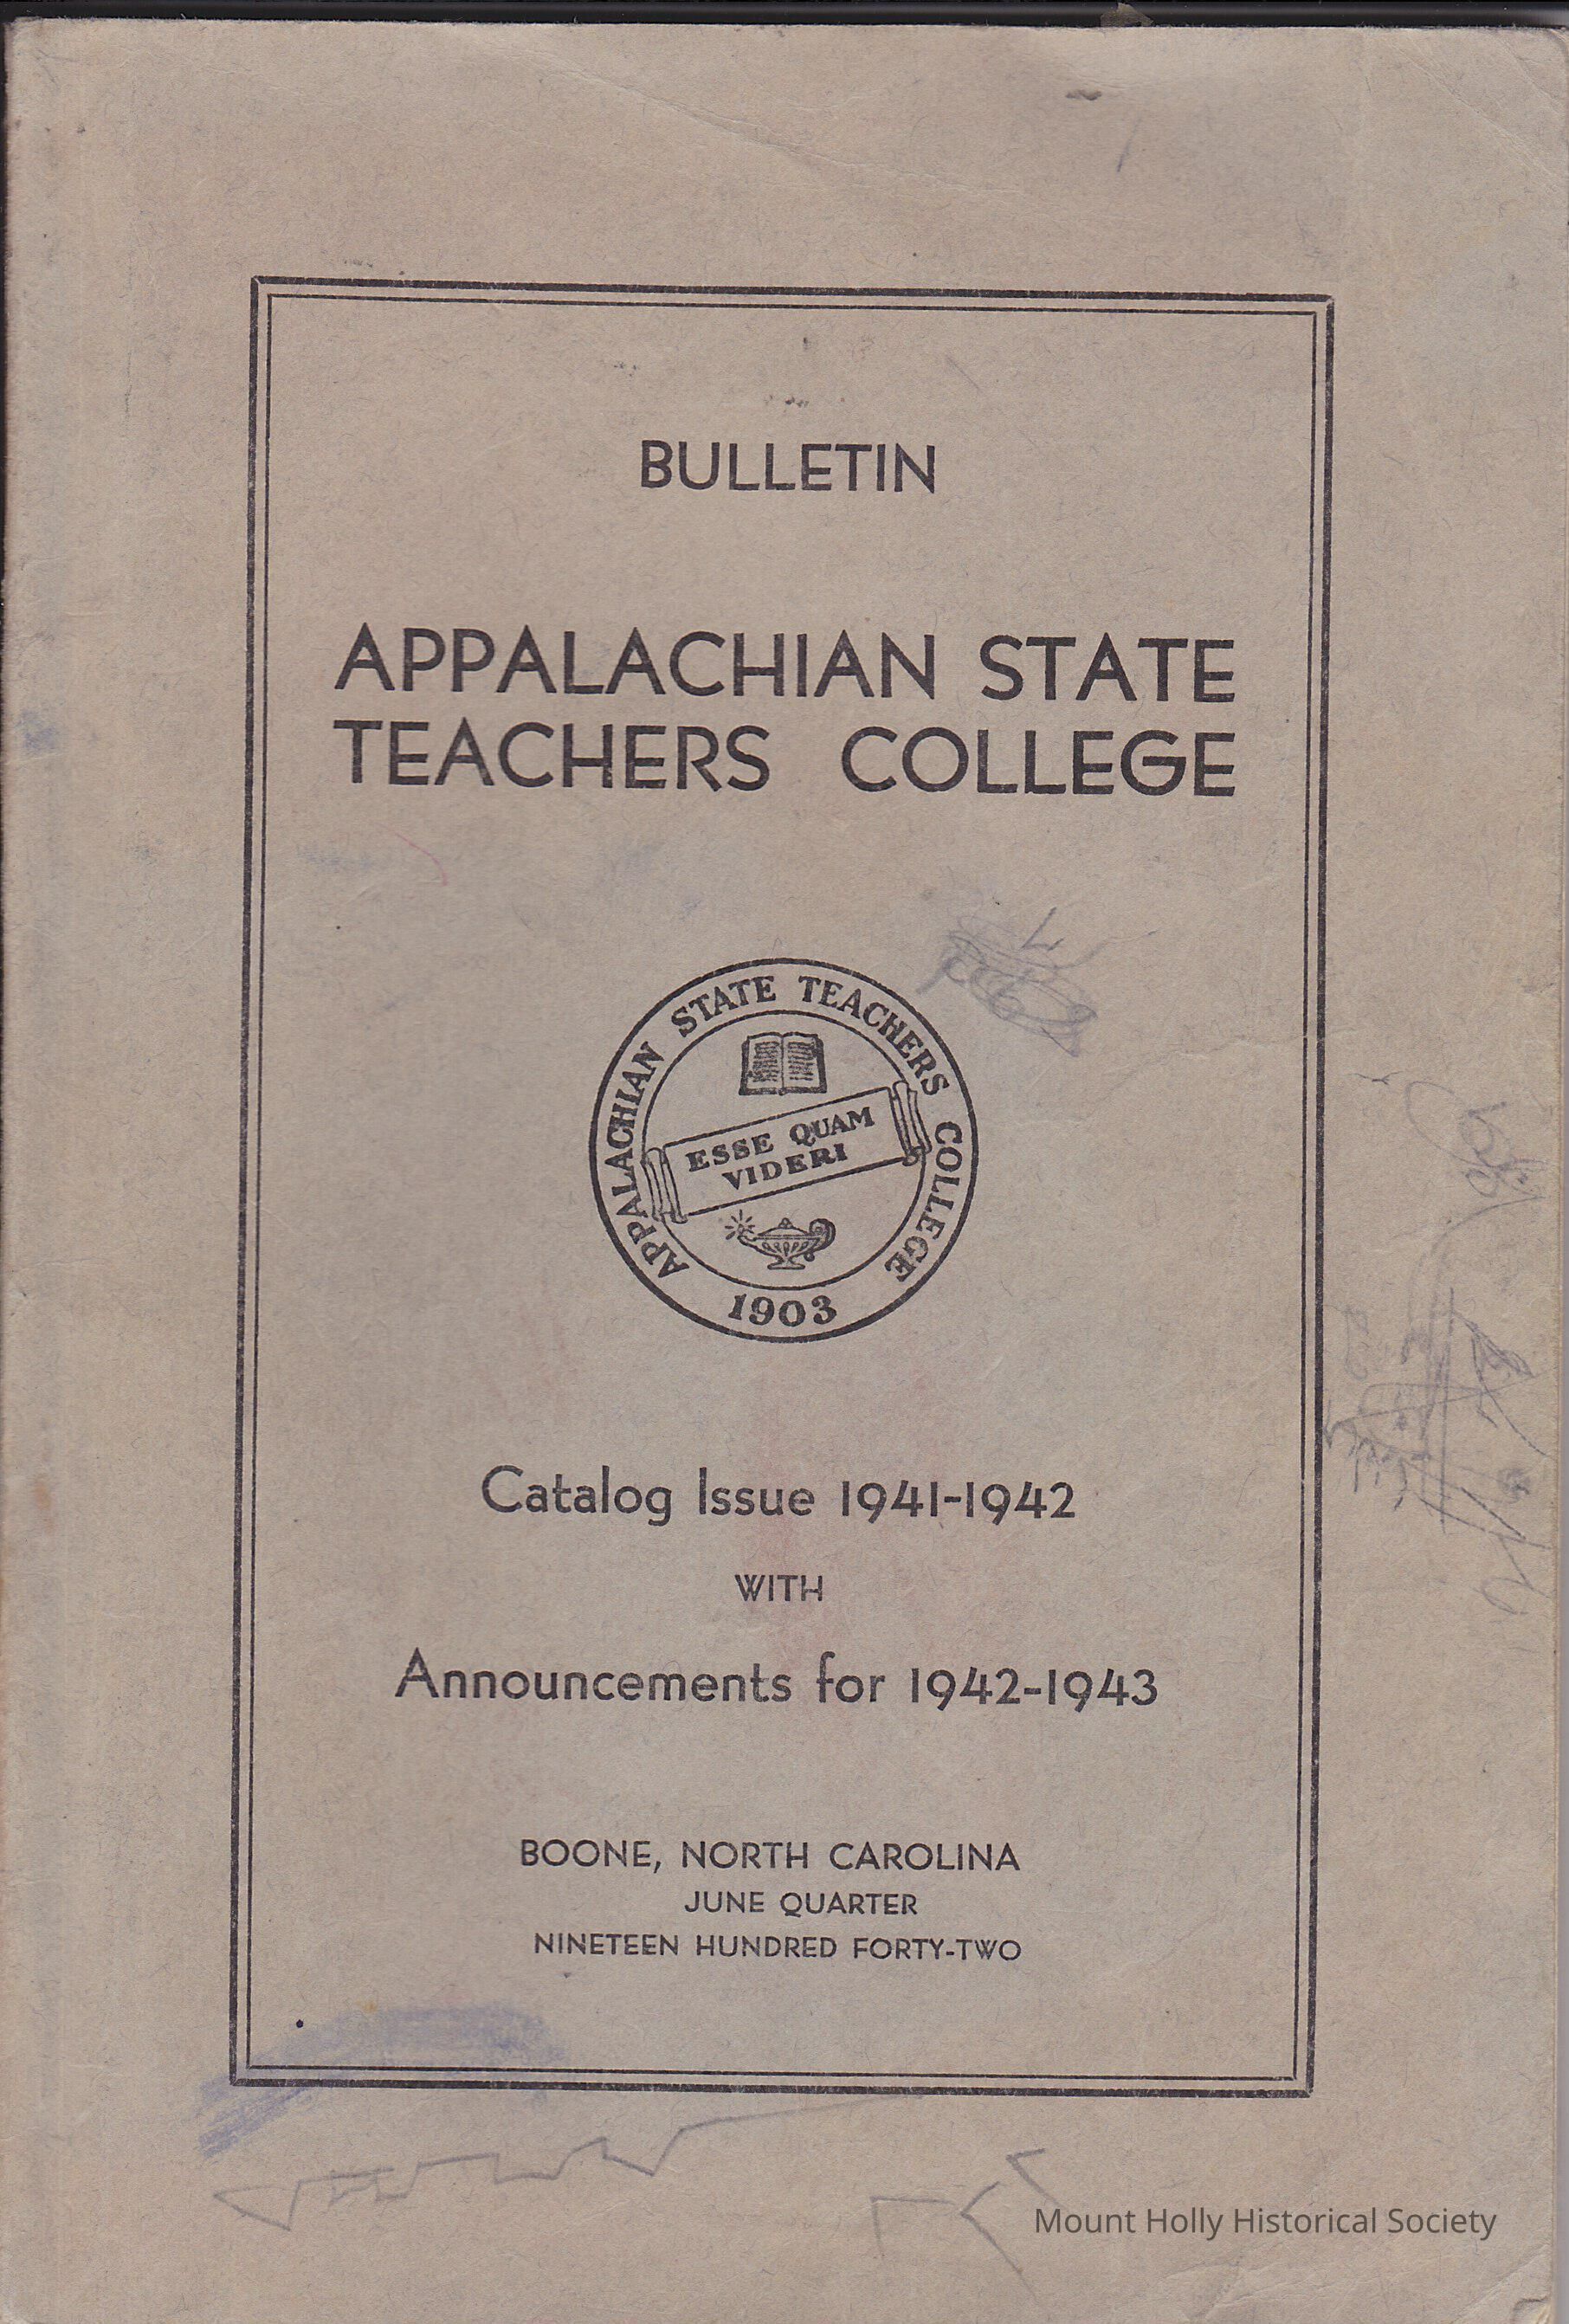 BULLETIN
APPALACHIAN STATE
TEACHERS COLLEGE
APPALACHIAN STATE TEACHERS COLLEGE
ESSE QUAM
VIDERI
1903
Catalog Issue 1941-1942
WITH
Announcements for 1942-1943
BOONE, NORTH CAROLINA
JUNE QUARTER
NINETEEN HUNDRED FORTY-TWO
Mount Holly Historical Society